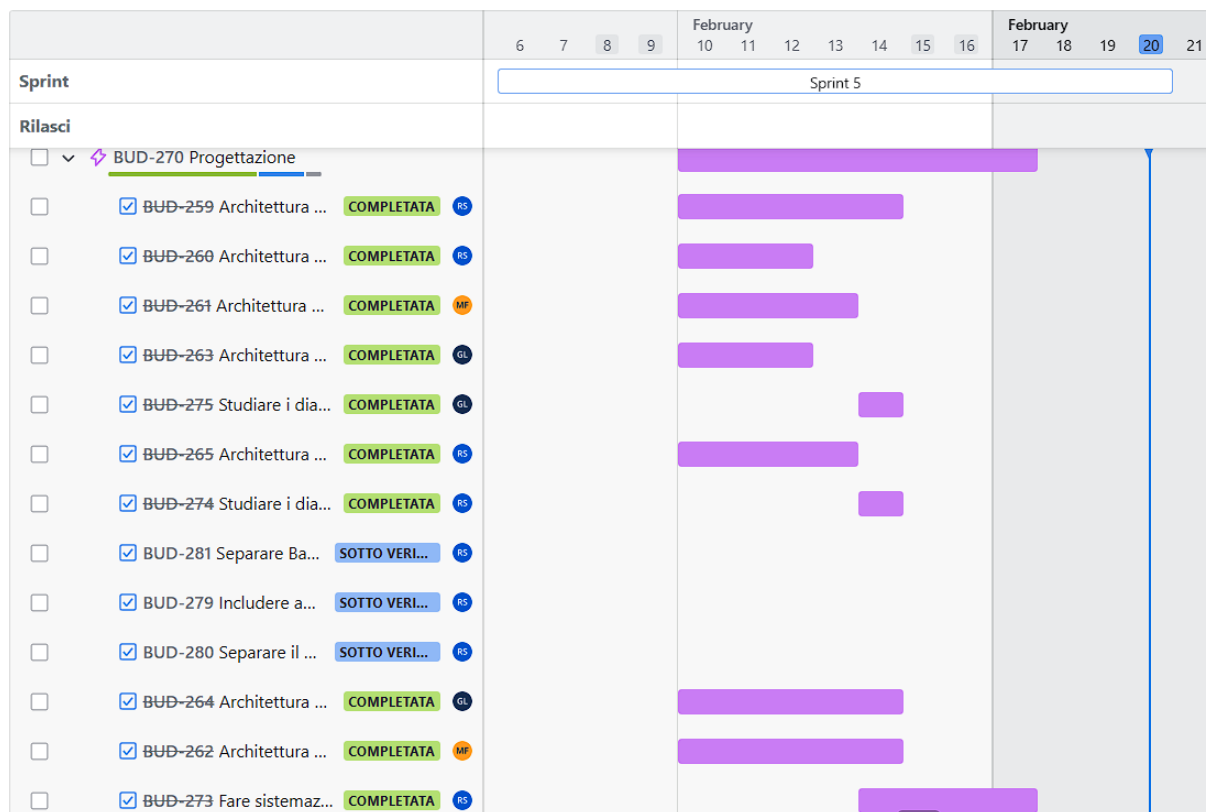 February February
6 7 8 9 10 11 12 13 14 15 16 17 18 19 20 21
Sprint Sprint 5
Rilasci
BUD-270 Progettazione
BUD-259 Architettura ... COMPLETATA RS
BUD-260 Architettura ... COMPLETATA RS
BUD-261 Architettura ... COMPLETATA MF
BUD-263 Architettura ... COMPLETATA GL
BUD-275 Studiare i dia... COMPLETATA GL
BUD-265 Architettura ... COMPLETATA RS
BUD-274 Studiare i dia... COMPLETATA RS
BUD-281 Separare Ba... SOTTO VERI... RS
BUD-279 Includere a... SOTTO VERI... RS
BUD-280 Separare il ... SOTTO VERI... RS
BUD-264 Architettura ... COMPLETATA GL
BUD-262 Architettura ... COMPLETATA MF
BUD-273 Fare sistemaz... COMPLETATA RS